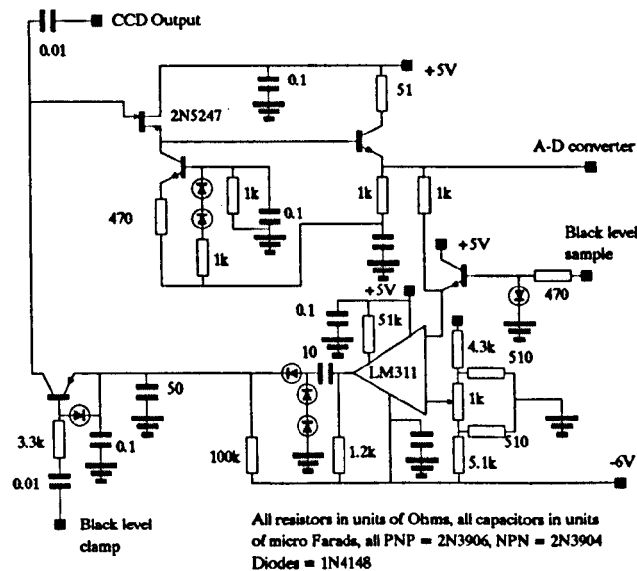 CCD Output
0.01
+5V
0.1
51
2N5247
A-D converter
1k
1k
1k
470
0.1
Black level
sample
+5V
1k
+5V
470
0.1
51k
10
4.3k
510
LM311
50
1k
3.3k
0.1
510
100k
1.2k
5.1k
0.01
-6V
Black level
clamp
All resistors in units of Ohms, all capacitors in units
of micro Farads, all PNP = 2N3906, NPN = 2N3904
Diodes = 1N4148